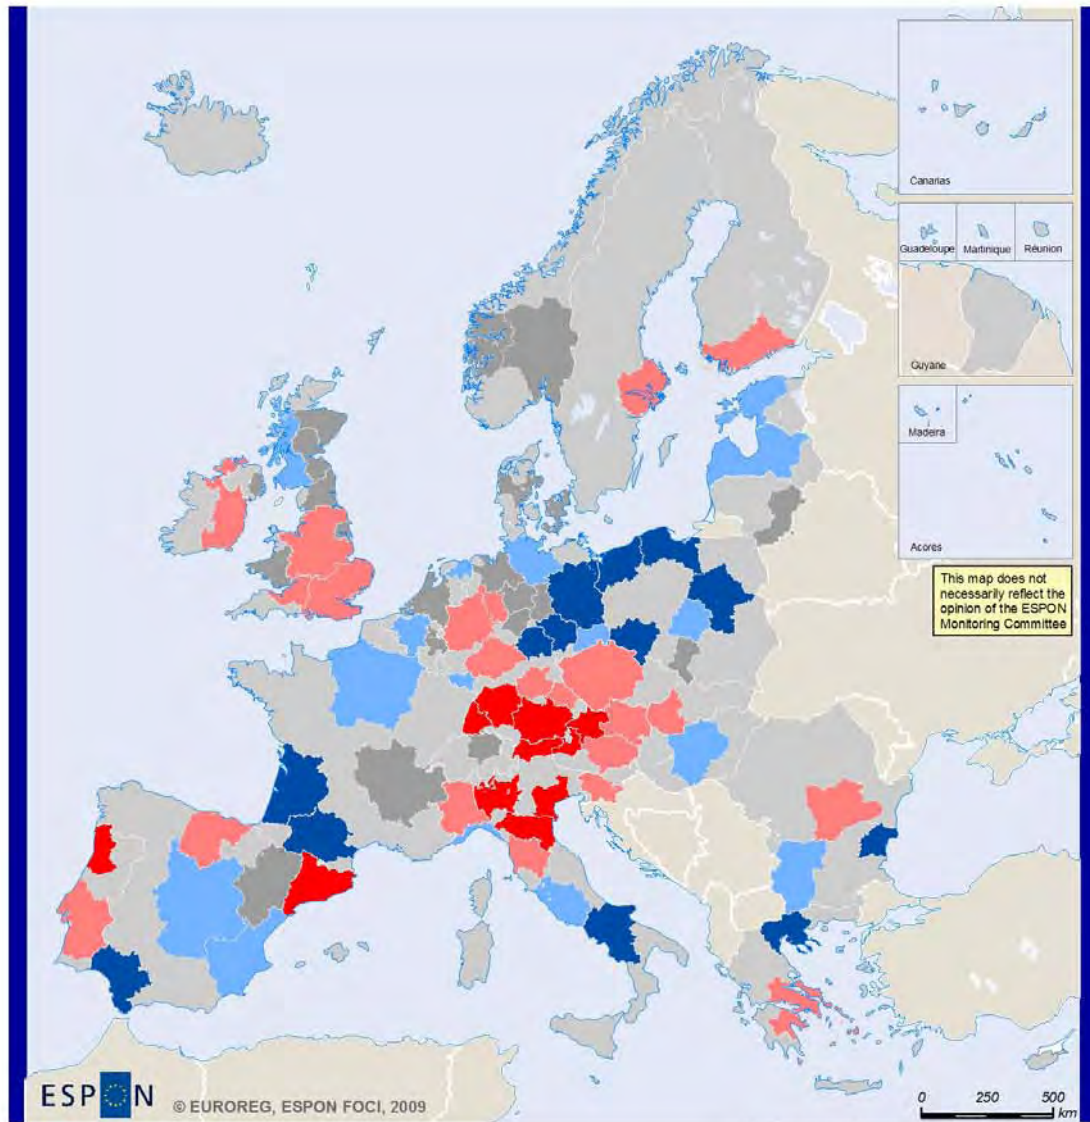 Canarias
Guadeloupe
Martinique
Réunion
Guyane
Madeira
Acores
This map does not
necessarily reflect the
opinion of the ESPON
Monitoring Committee
ESPON
© EUROREG, ESPON FOCI, 2009
0 250 500
km